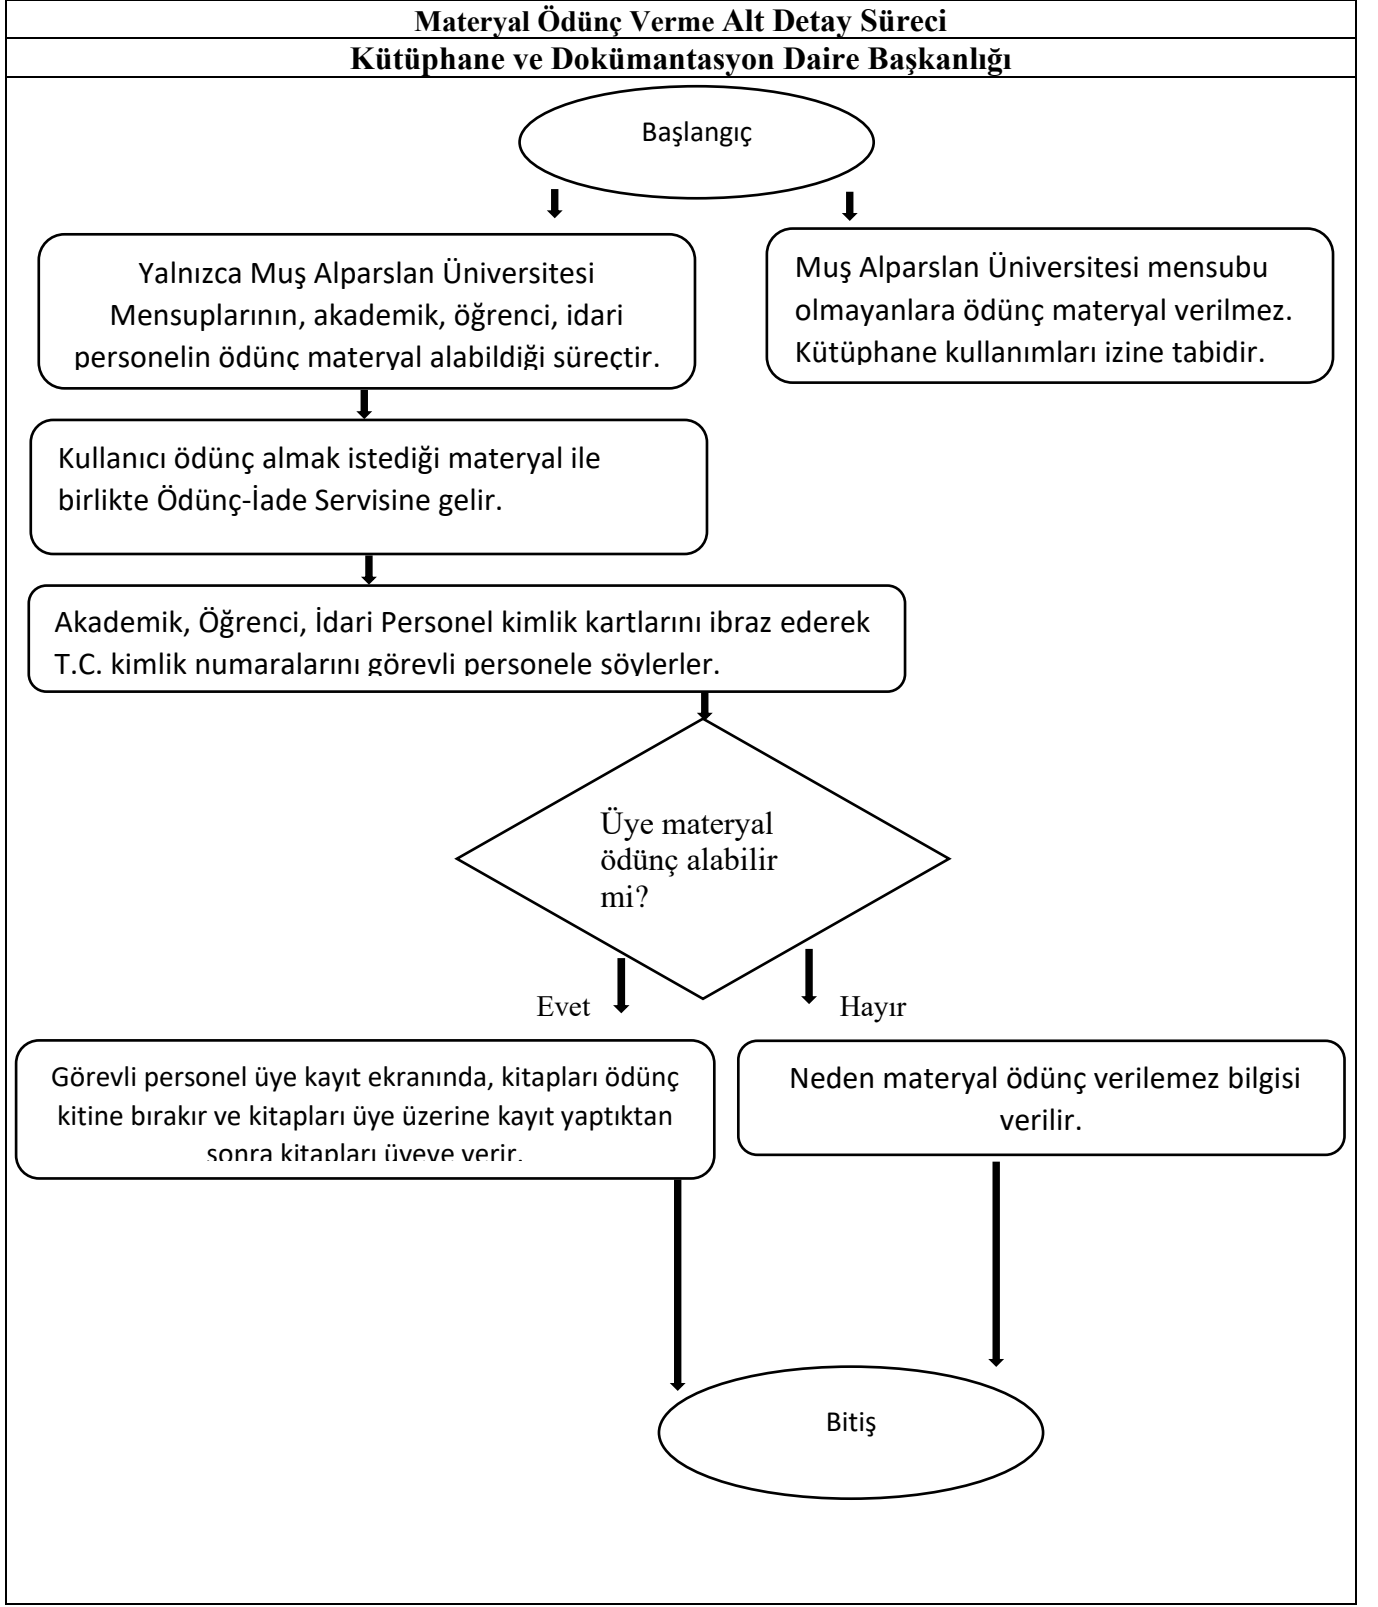 Materyal Ödünç Verme Alt Detay Süreci
Kütüphane ve Dokümantasyon Daire Başkanlığı
Başlangıç
Yalnızca Muş Alparslan Üniversitesi
Mensuplarının, akademik, öğrenci, idari
personelin ödünç materyal alabildiği süreçtir.
Muş Alparslan Üniversitesi mensubu
olmayanlara ödünç materyal verilmez.
Kütüphane kullanımları izine tabidir.
Kullanıcı ödünç almak istediği materyal ile
birlikte Ödünç-İade Servisine gelir.
Akademik, Öğrenci, İdari Personel kimlik kartlarını ibraz ederek
T.C. kimlik numaralarını görevli personele söylerler.
Üye materyal
ödünç alabilir
mi?
Evet
Hayır
Görevli personel üye kayıt ekranında, kitapları ödünç
kitine bırakır ve kitapları üye üzerine kayıt yaptıktan
sonra kitapları üyeye verir.
Neden materyal ödünç verilemez bilgisi
verilir.
Bitiş